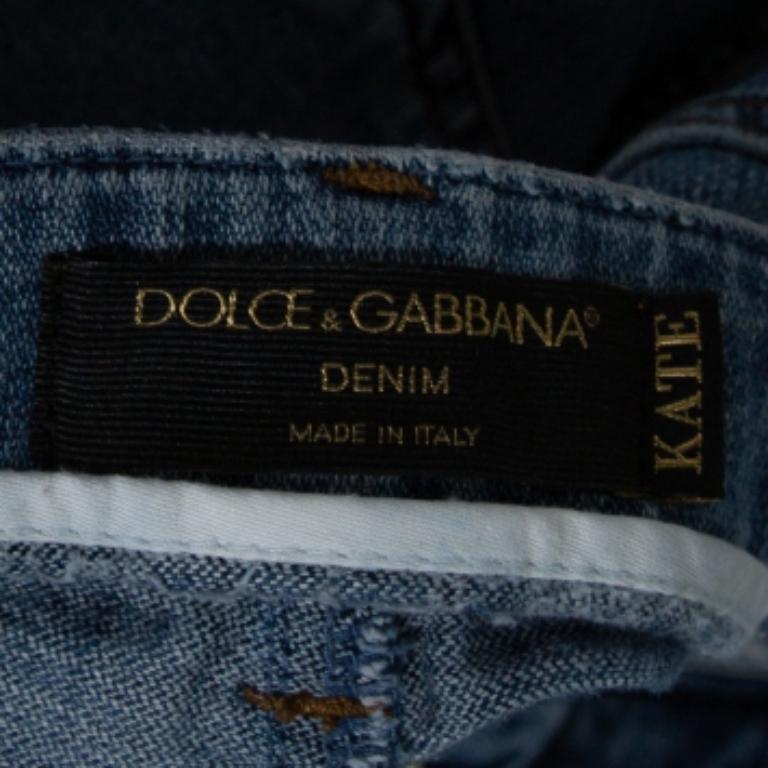 DOLCE & GABBANA®
DENIM
MADE IN ITALY
KATE